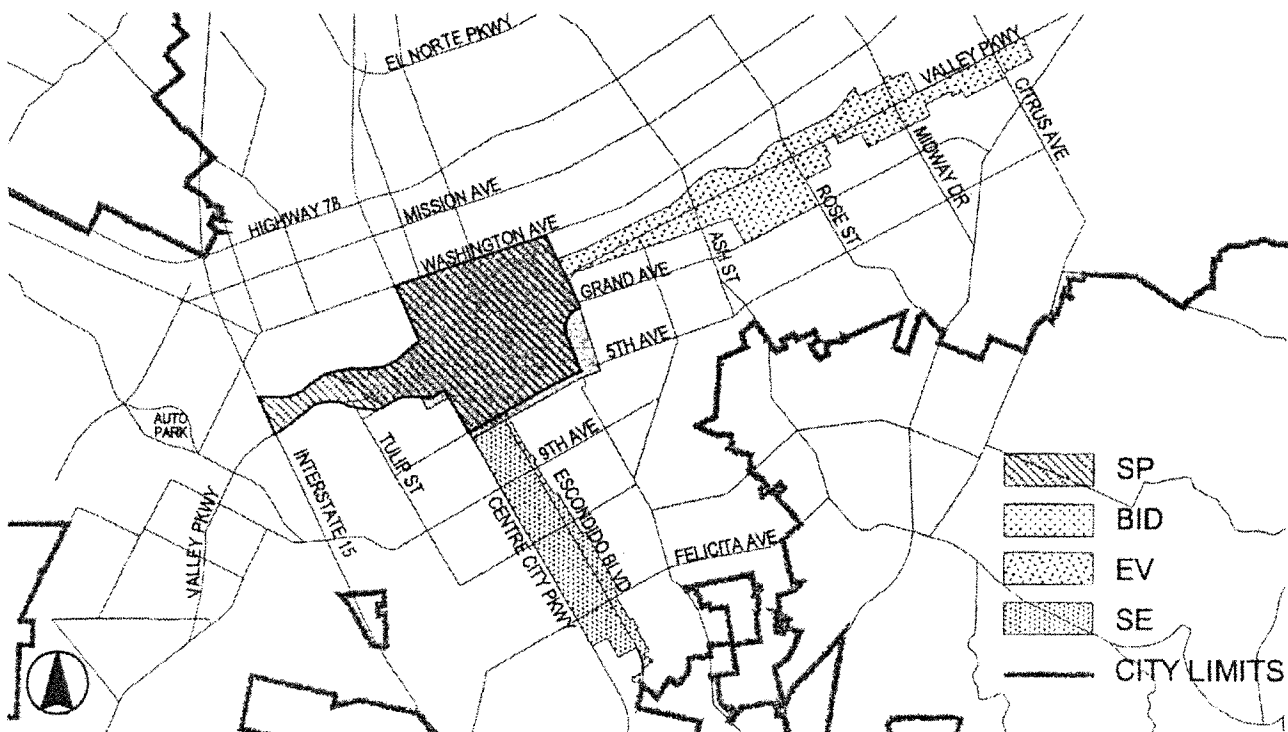 EL NORTE PKWY
VALLEY PKWY
CITRUS AVE
MIDWAY DR
HIGHWAY 78
MISSION AVE
ROSE ST
WASHINGTON AVE
ASH ST
GRAND AVE
5TH AVE
AUTO
PARK
TULIP ST
9TH AVE
INTERSTATE 15
CENTRE CITY PKWY
ESCONDIDO BLVD
VALLEY PKWY
FELICITA AVE
SP
BID
EV
SE
CITY LIMITS